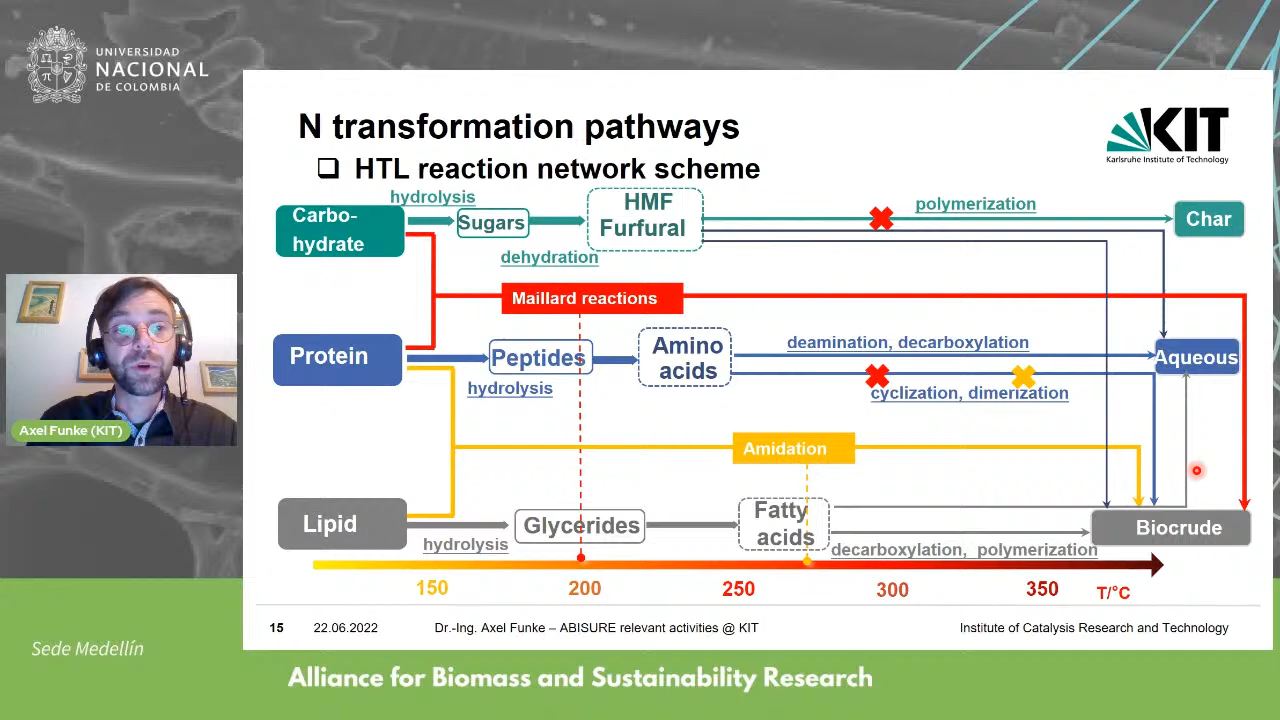 UNIVERSIDAD
NACIONAL
DE COLOMBIA
N transformation pathways
HTL reaction network scheme
KIT
Karlsruhe Institute of Technology
hydrolysis
Carbo-
hydrate
Sugars
HMF
Furfural
polymerization
Char
dehydration
Maillard reactions
Protein
Peptides
hydrolysis
Amino
acids
deamination, decarboxylation
cyclization, dimerization
Aqueous
Axel Funke (KIT)
Amidation
Lipid
hydrolysis
Glycerides
Fatty
acids
decarboxylation, polymerization
Biocrude
150 200 250 300 350 T/°C
15 22.06.2022 Dr.-Ing. Axel Funke – ABISURE relevant activities @ KIT Institute of Catalysis Research and Technology
Sede Medellín
Alliance for Biomass and Sustainability Research